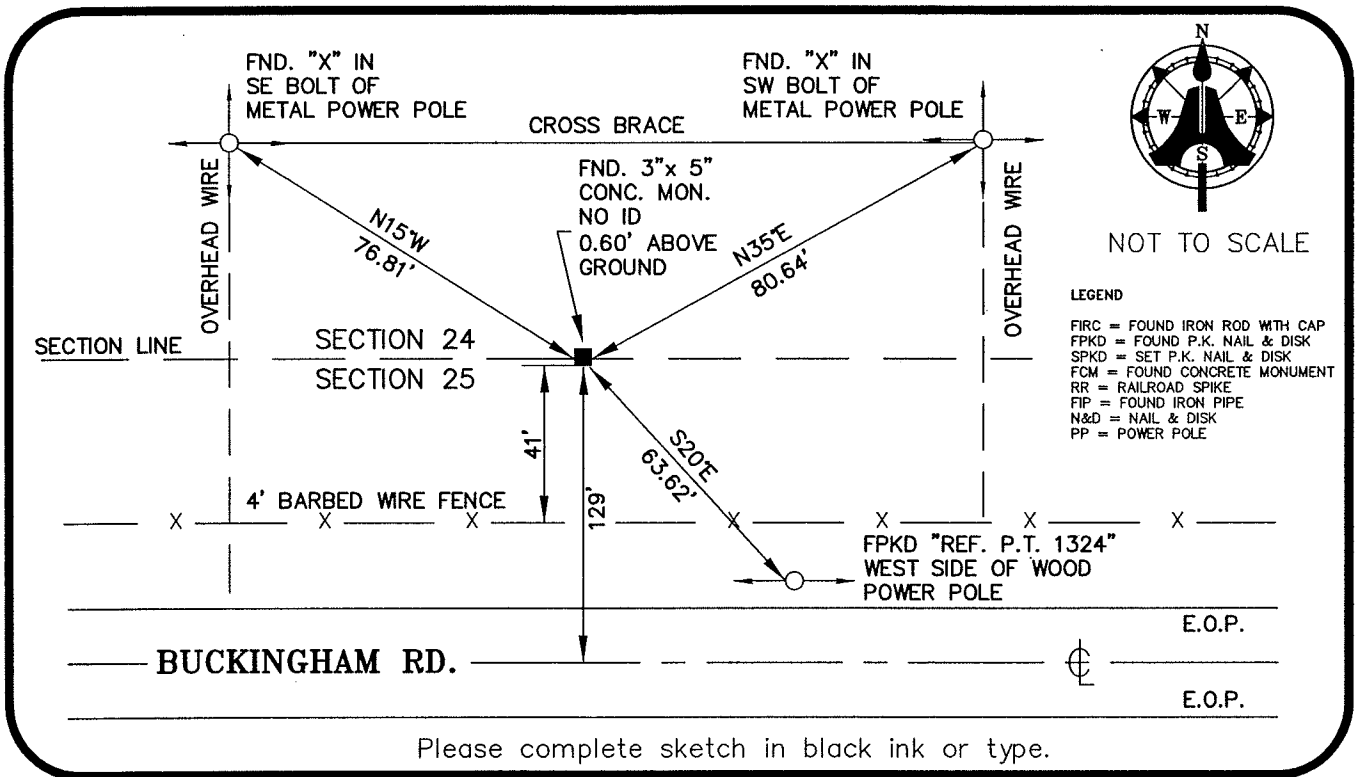 FND. "X" IN
SE BOLT OF
METAL POWER POLE
FND. "X" IN
SW BOLT OF
METAL POWER POLE
N
W
E
S
CROSS BRACE
FND. 3"x 5"
CONC. MON.
NO ID
0.60' ABOVE
GROUND
OVERHEAD WIRE
N15°W
76.81'
N35°E
80.64'
OVERHEAD WIRE
NOT TO SCALE
LEGEND
FIRC = FOUND IRON ROD WITH CAP
FPKD = FOUND P.K. NAIL & DISK
SPKD = SET P.K. NAIL & DISK
FCM = FOUND CONCRETE MONUMENT
RR = RAILROAD SPIKE
FIP = FOUND IRON PIPE
N&D = NAIL & DISK
PP = POWER POLE
SECTION LINE
SECTION 24
SECTION 25
41'
129'
S20°E
63.62'
4' BARBED WIRE FENCE
X X X X X X X
FPKD "REF. P.T. 1324"
WEST SIDE OF WOOD
POWER POLE
E.O.P.
BUCKINGHAM RD.
℄
E.O.P.
Please complete sketch in black ink or type.